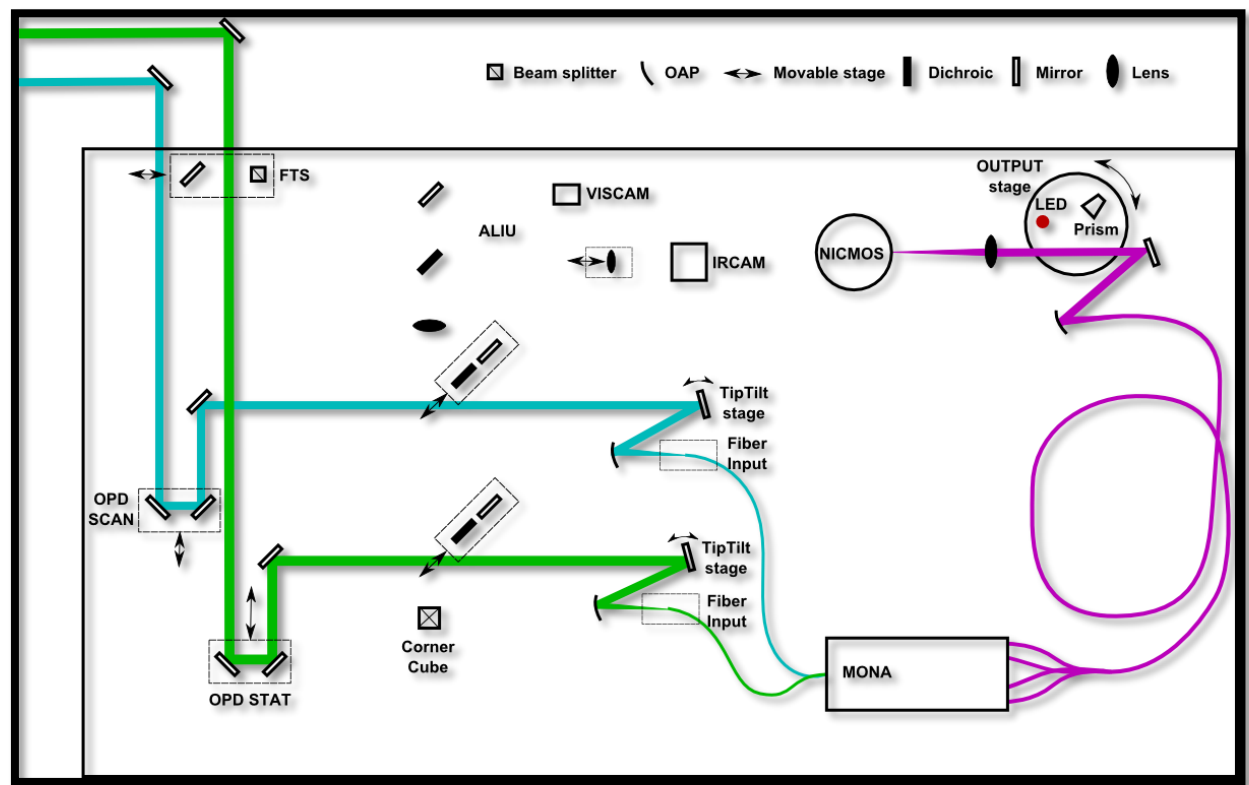 Beam splitter
OAP
Movable stage
Dichroic
Mirror
Lens
FTS
VISCAM
ALIU
IRCAM
OUTPUT
stage
LED
Prism
NICMOS
TipTilt
stage
Fiber
Input
OPD
SCAN
TipTilt
stage
Fiber
Input
Corner
Cube
MONA
OPD STAT